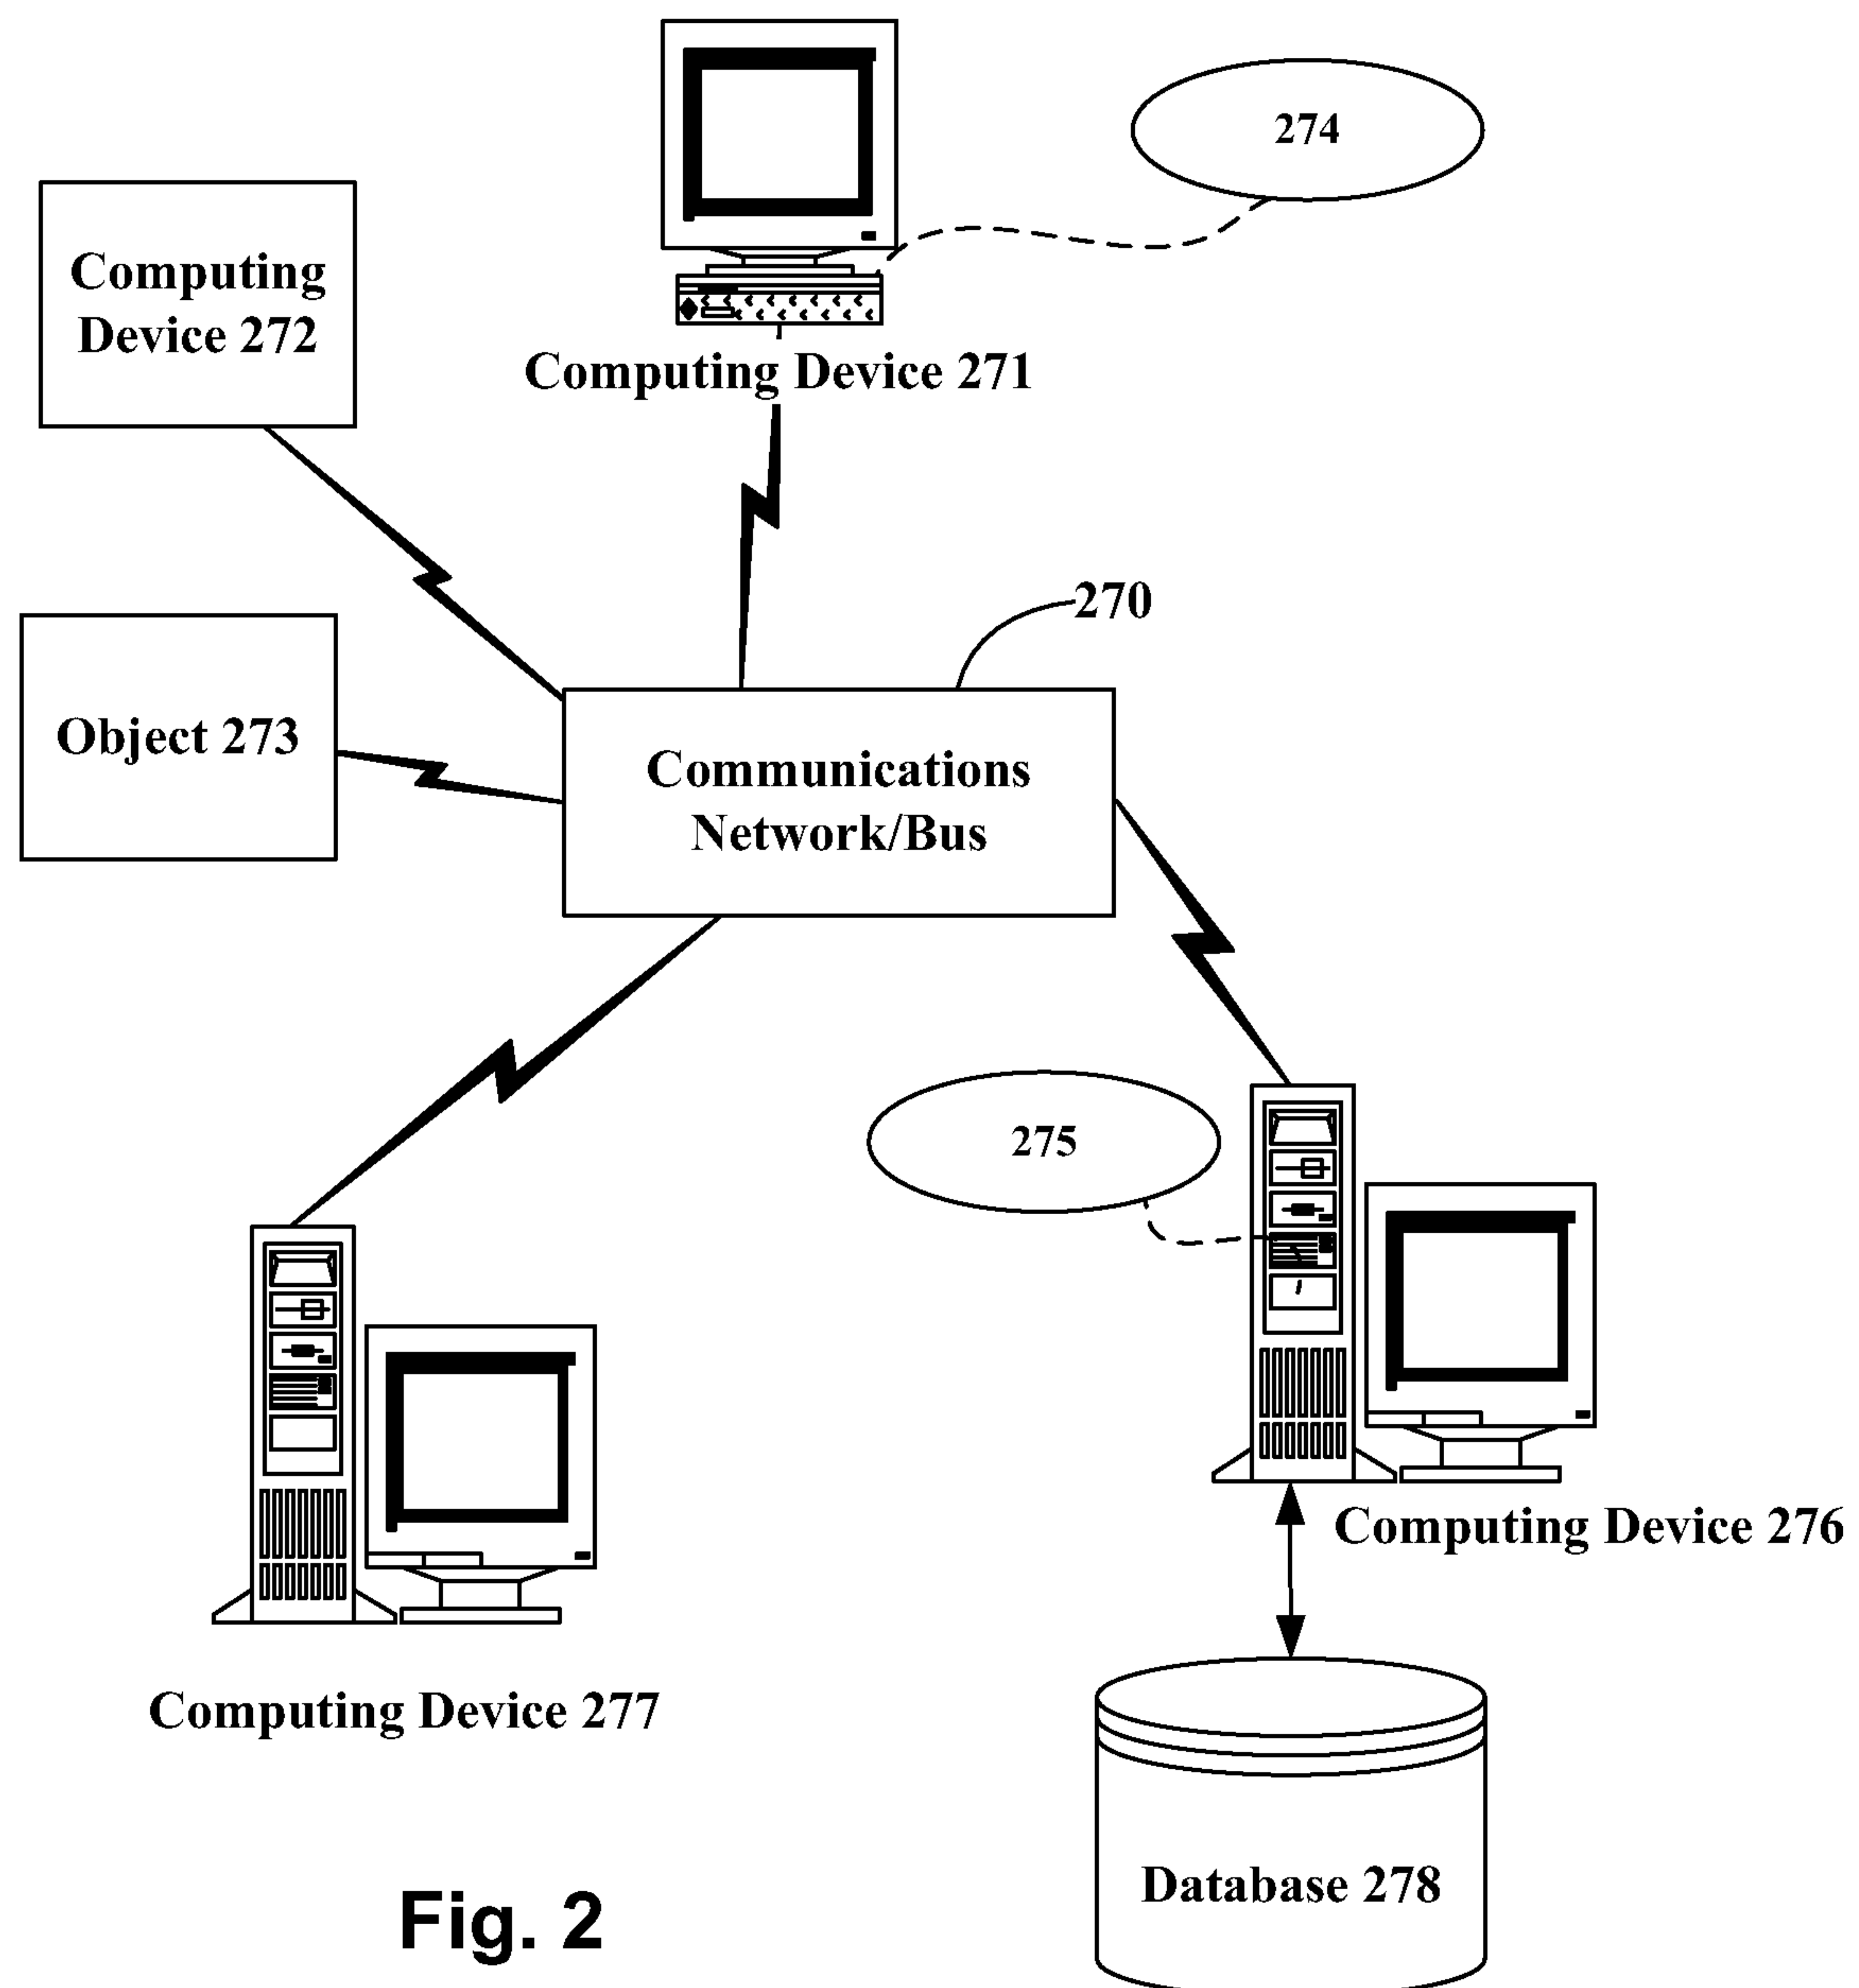 274
Computing
Device 272
Computing Device 271
270
Object 273
Communications
Network/Bus
275
Computing Device 276
Computing Device 277
Database 278
Fig. 2